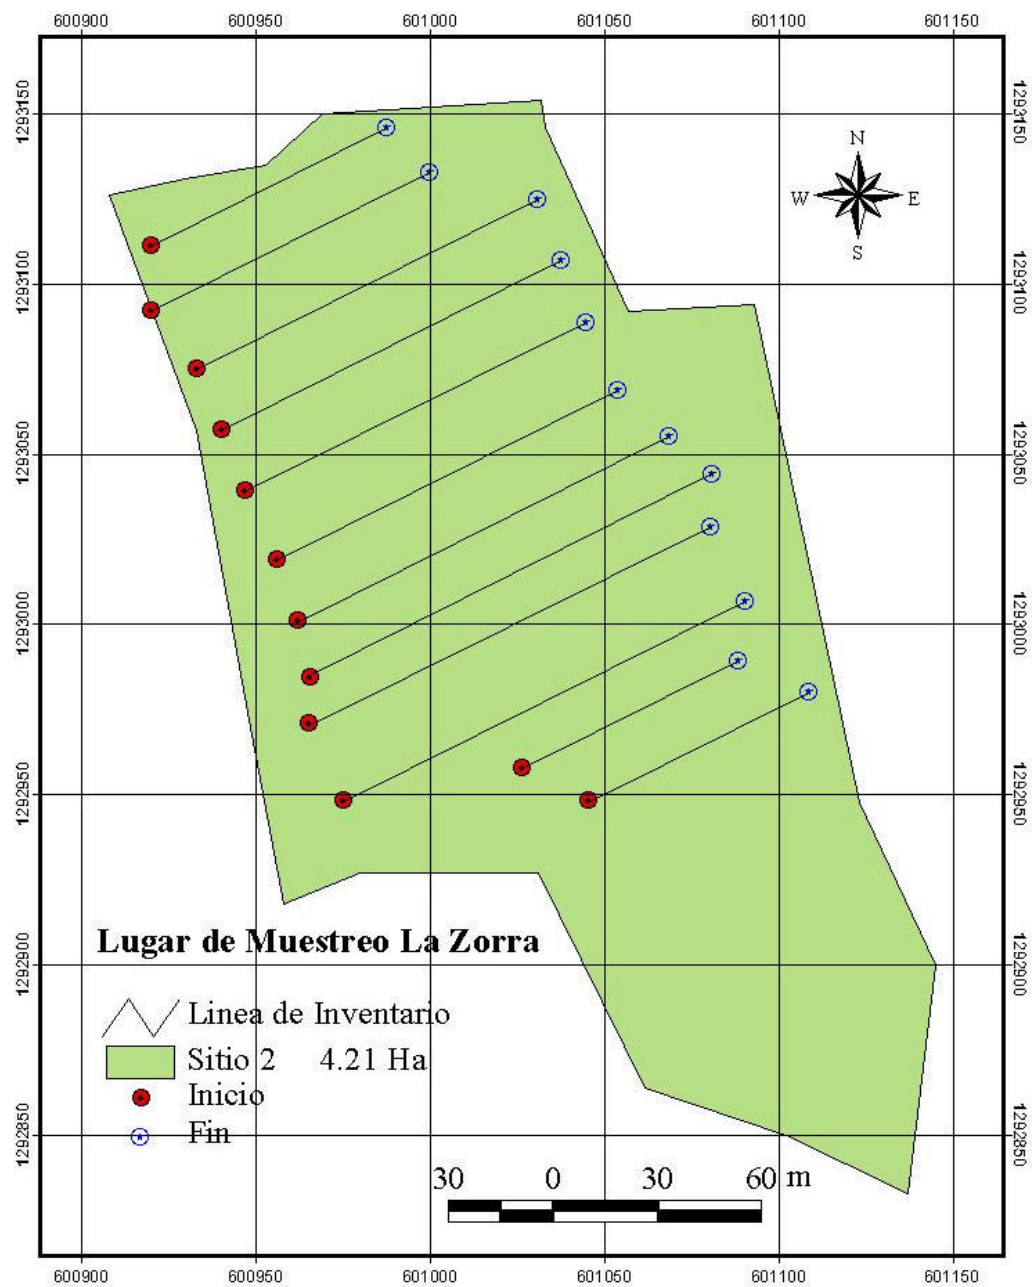 600900 600950 601000 601050 601100 601150
1293150 1293150
N
W E
S
1293100 1293100
1293050 1293050
1293000 1293000
1292950 1292950
1292900 1292900
Lugar de Muestreo La Zorra
Linea de Inventario
Sitio 2 4.21 Ha
Inicio
Fin
1292850 1292850
30 0 30 60 m
600900 600950 601000 601050 601100 601150